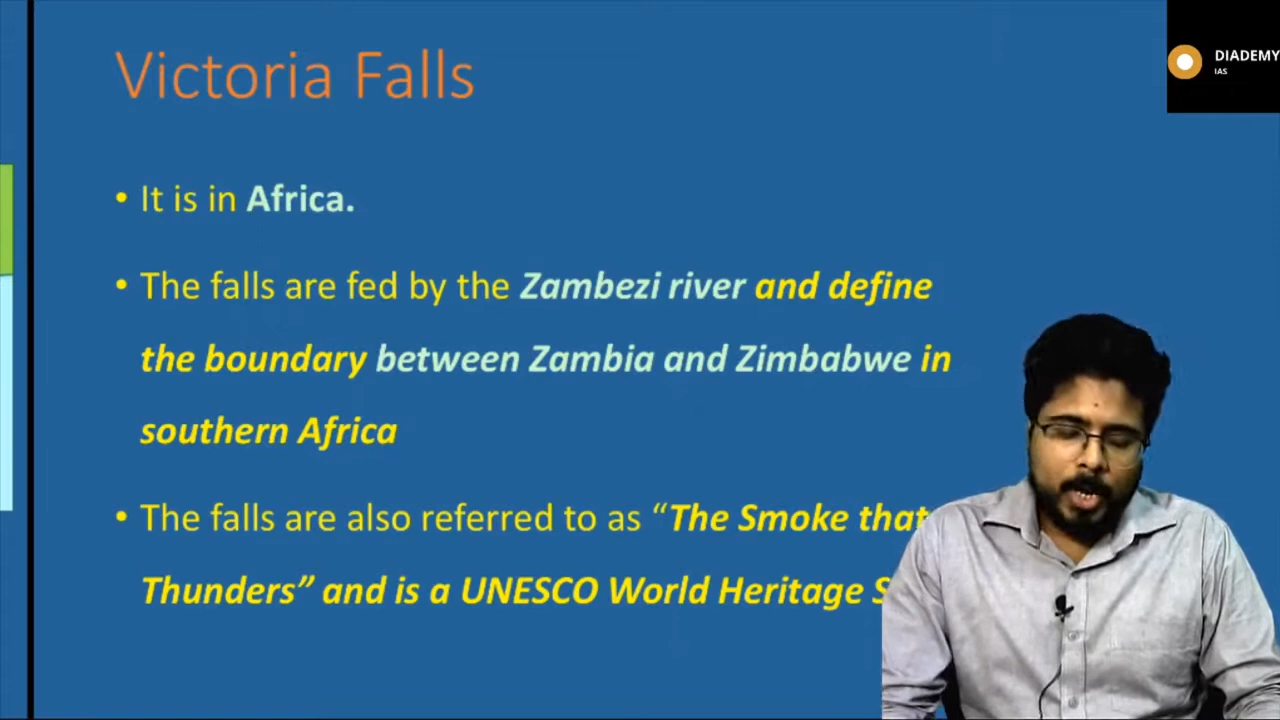 Victoria Falls
DIADEMY
IAS
• It is in Africa.
• The falls are fed by the Zambezi river and define
the boundary between Zambia and Zimbabwe in
southern Africa
• The falls are also referred to as “The Smoke that
Thunders” and is a UNESCO World Heritage